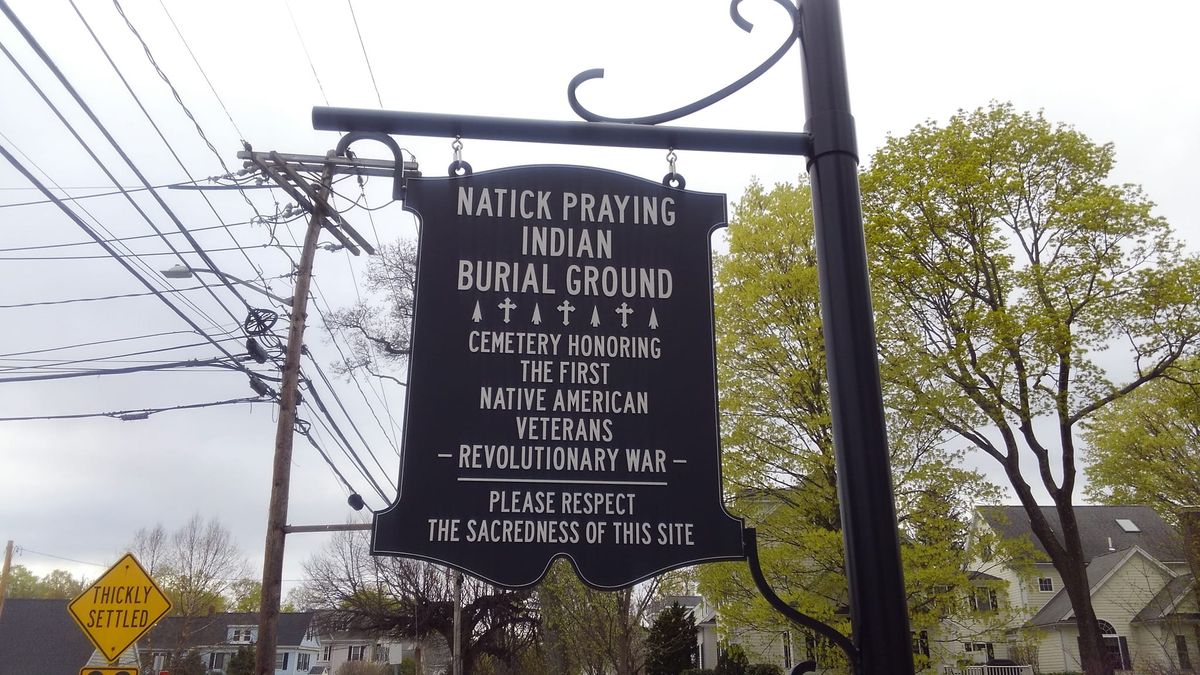 NATICK PRAYING
INDIAN
BURIAL GROUND
CEMETERY HONORING
THE FIRST
NATIVE AMERICAN
VETERANS
– REVOLUTIONARY WAR –
PLEASE RESPECT
THE SACREDNESS OF THIS SITE
THICKLY
SETTLED